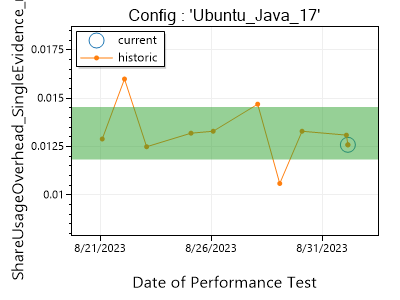 Config : 'Ubuntu_Java_17'
current
historic
0.0175
0.015
0.0125
0.01
ShareUsageOverhead_SingleEvidence_
8/21/2023
8/26/2023
8/31/2023
Date of Performance Test